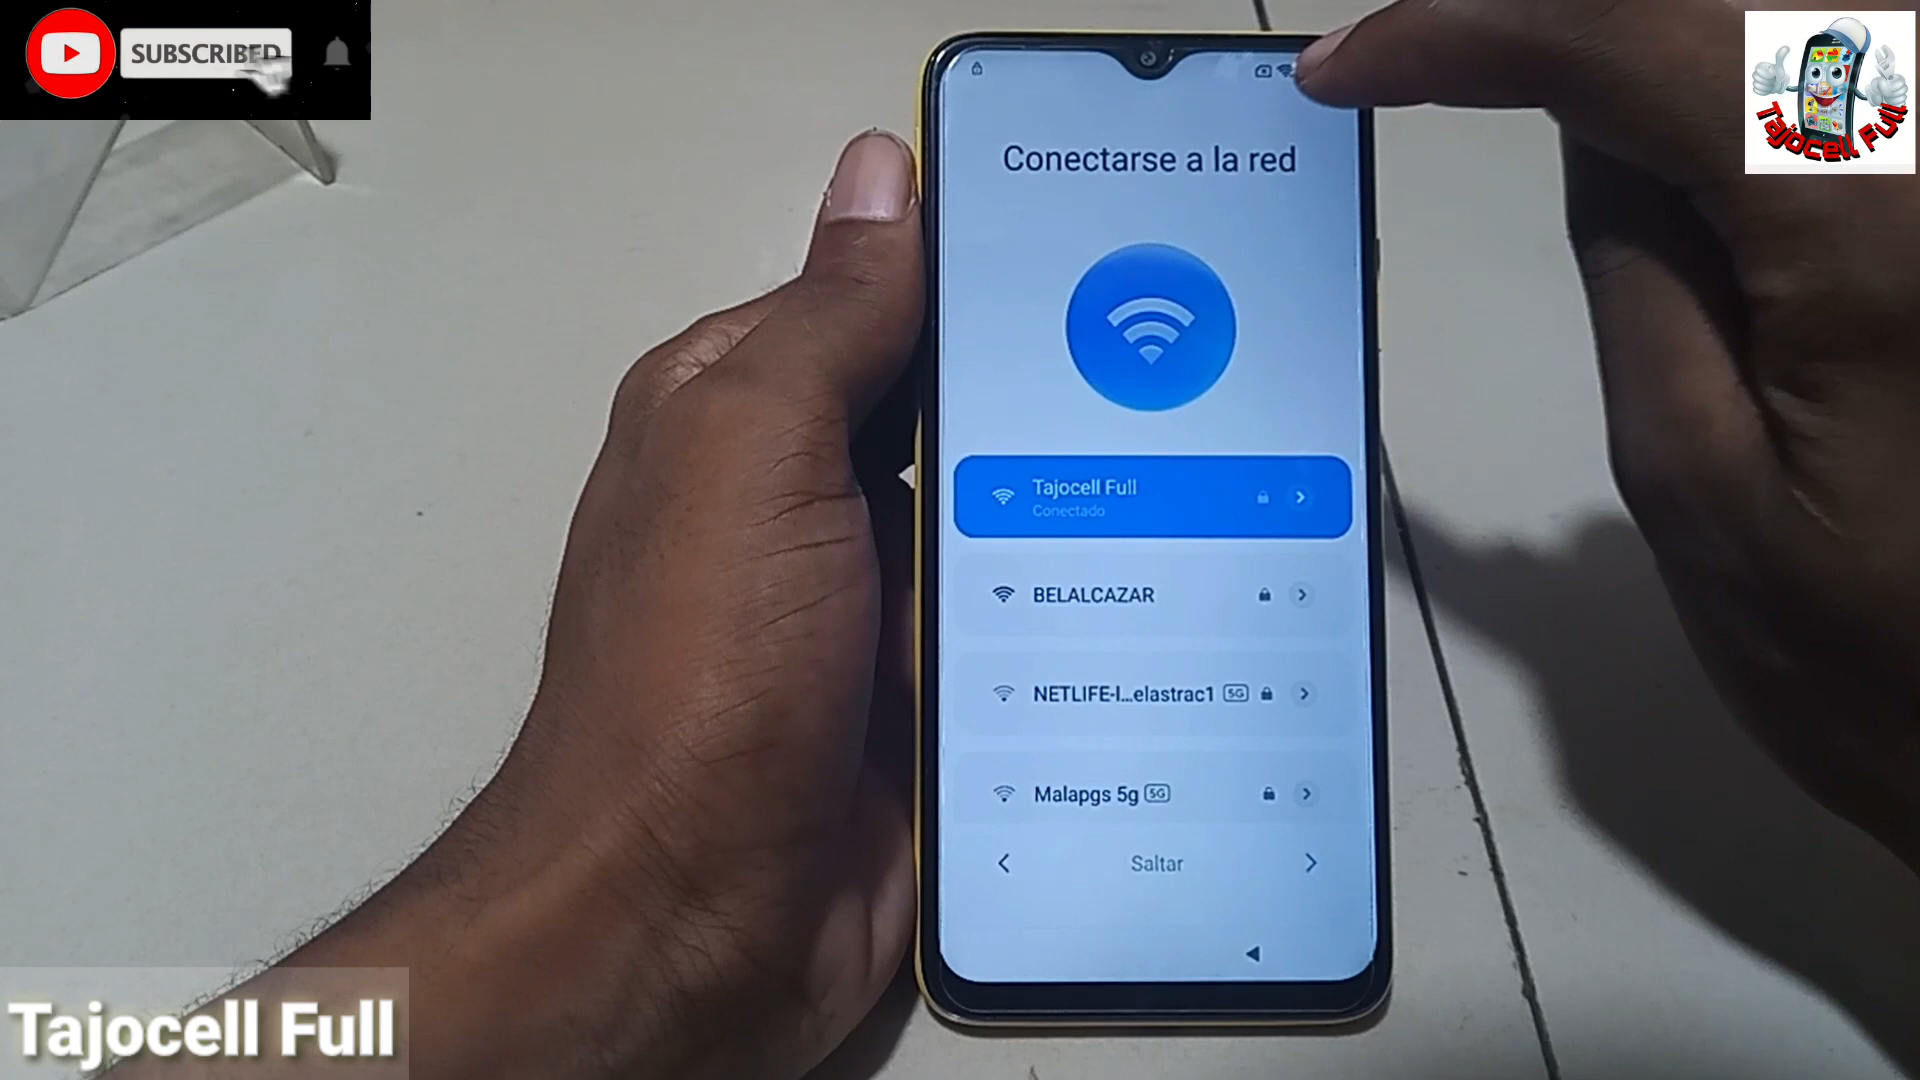 SUBSCRIBED
Tajocell Full
Conectarse a la red
Tajocell Full
Conectado
BELALCAZAR
NETLIFE-l...elastrac1 5G
Malapgs 5g 5G
Saltar
Tajocell Full